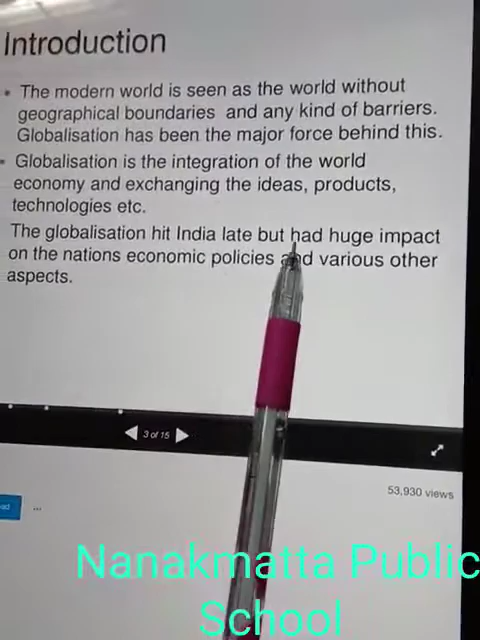 Introduction
• The modern world is seen as the world without
geographical boundaries and any kind of barriers.
Globalisation has been the major force behind this.
• Globalisation is the integration of the world
economy and exchanging the ideas, products,
technologies etc.
The globalisation hit India late but had huge impact
on the nations economic policies and various other
aspects.
3 of 15
53,930 views
...
Nanakmatta Public
School